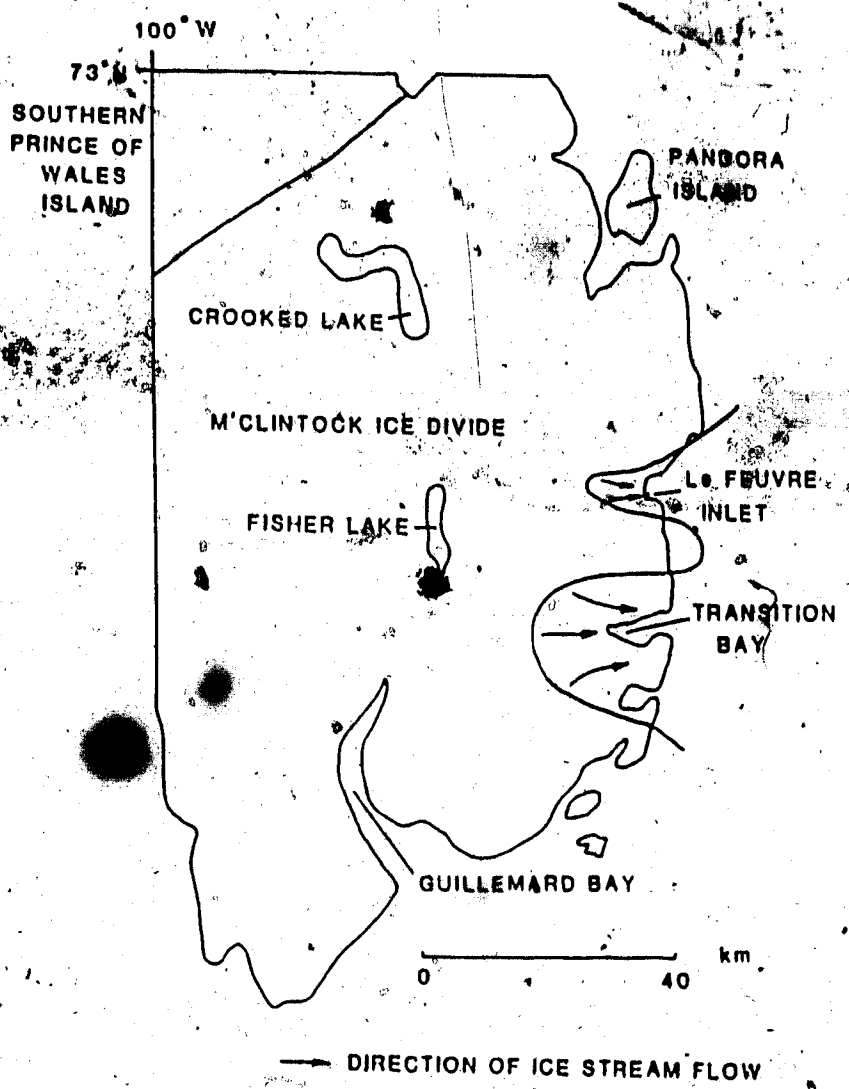 100° W
73° N
SOUTHERN
PRINCE OF
WALES
ISLAND
PANDORA
ISLAND
CROOKED LAKE
M'CLINTOCK ICE DIVIDE
Le FEUVRE
INLET
FISHER LAKE
TRANSITION
BAY
GUILLEMARD BAY
km
0 40
DIRECTION OF ICE STREAM FLOW